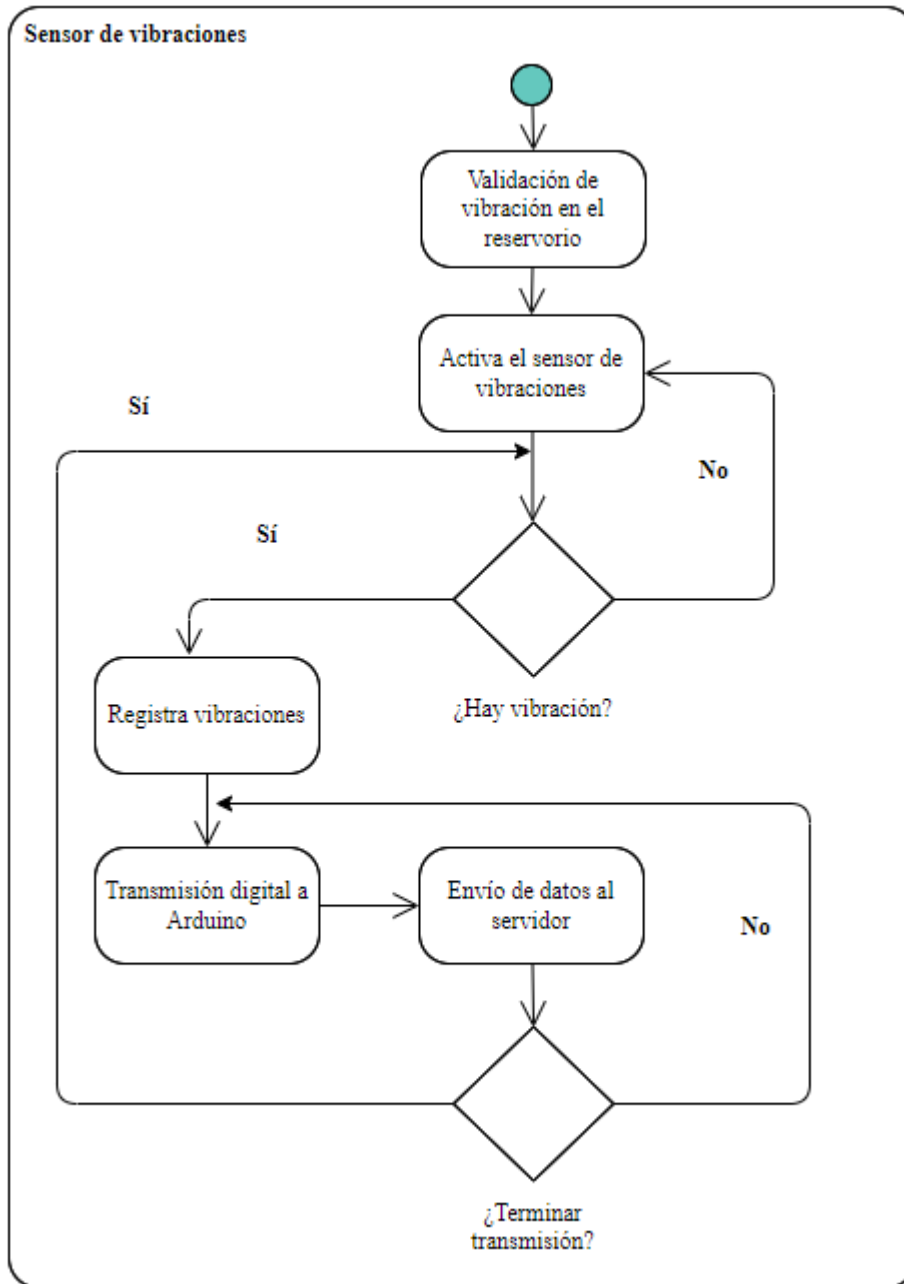 Sensor de vibraciones
Validación de
vibración en el
reservorio
Activa el sensor de
vibraciones
Sí
No
Sí
¿Hay vibración?
Registra vibraciones
Transmisión digital a
Arduino
Envío de datos al
servidor
No
¿Terminar
transmisión?